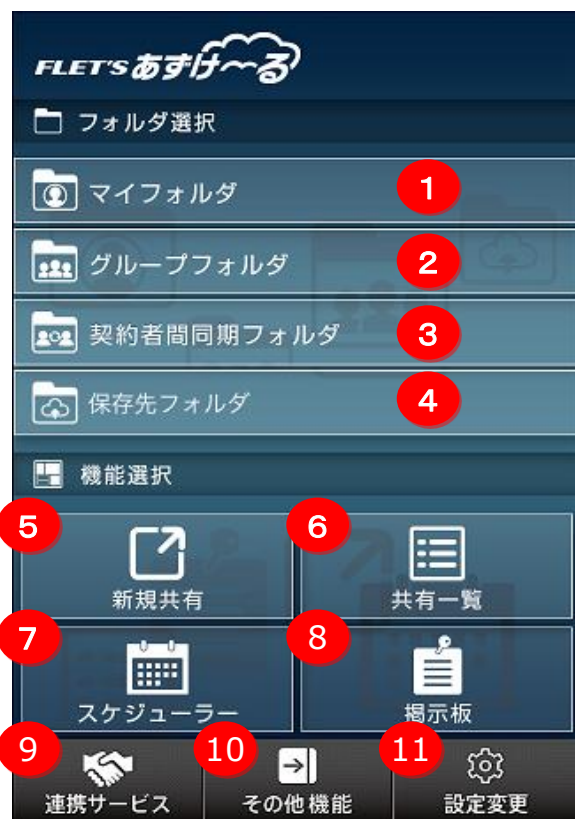 FLET'S あずけ～る
フォルダ選択
マイフォルダ 1
グループフォルダ 2
契約者間同期フォルダ 3
保存先フォルダ 4
機能選択
5 6
新規共有 共有一覧
7 8
スケジューラー 掲示板
9 10 11
連携サービス その他機能 設定変更